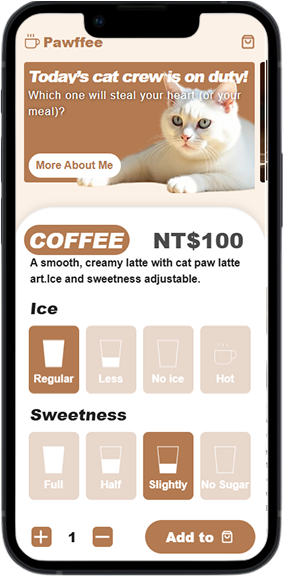 Pawffee
Today's cat crew is on duty!
Which one will steal your heart (or your
meal)?
More About Me
COFFEE NT$100
A smooth, creamy latte with cat paw latte
art.Ice and sweetness adjustable.
Ice
Regular Less No ice Hot
Sweetness
Full Half Slightly No Sugar
+ 1 −
Add to